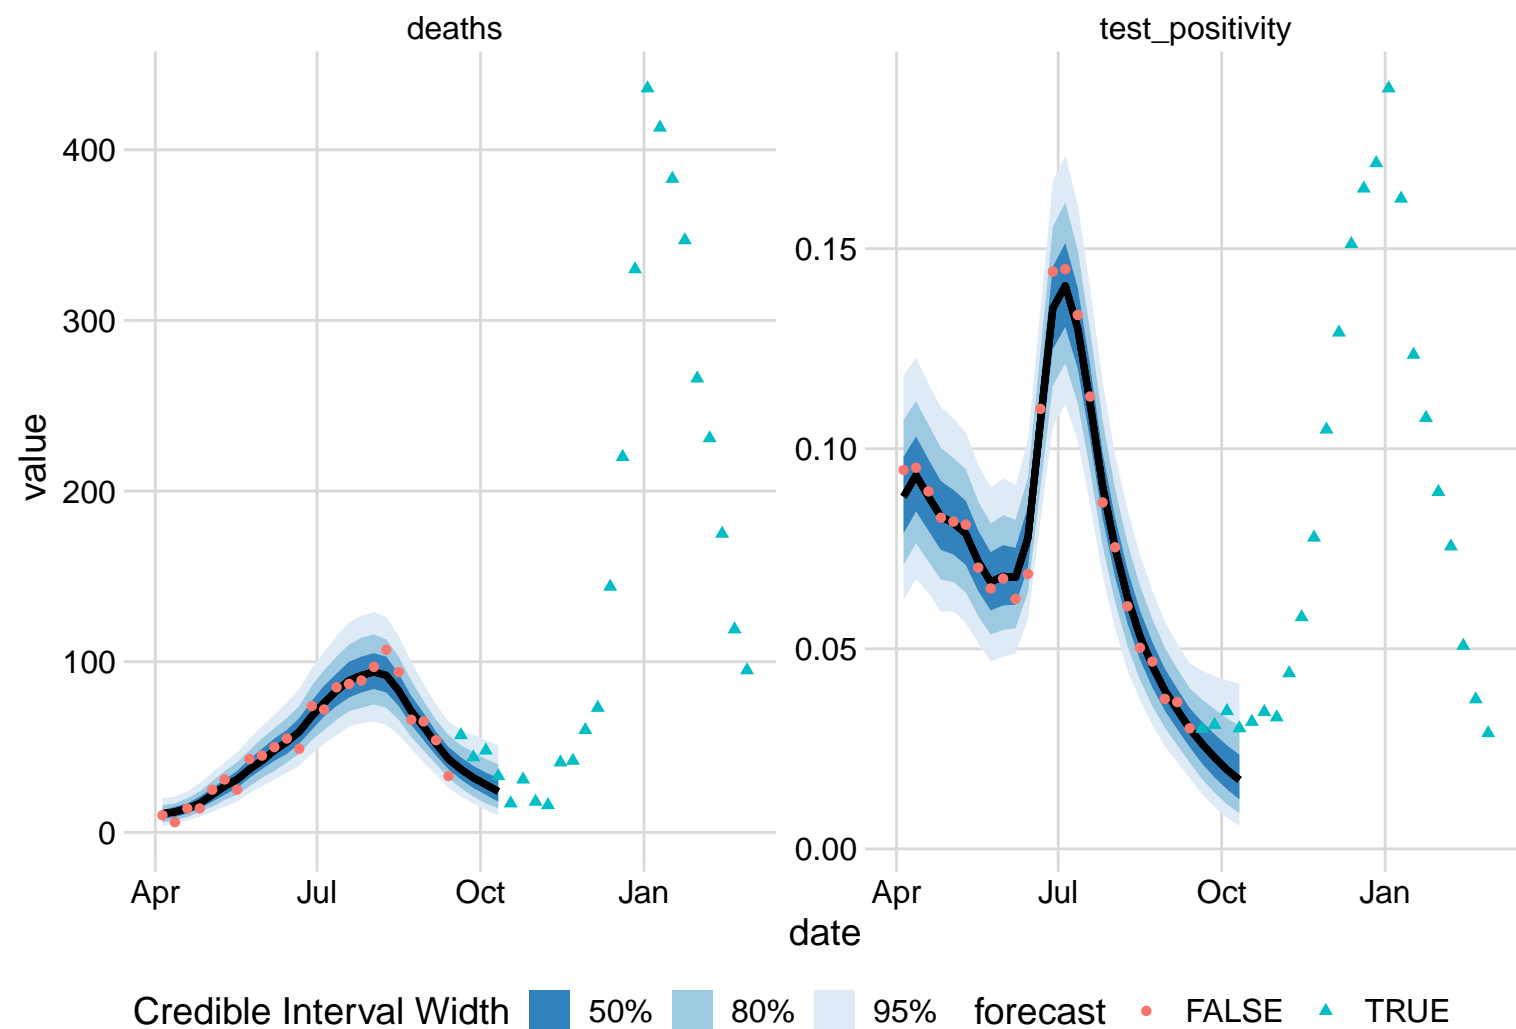 deaths
test_positivity
value
400
300
200
100
0
0.15
0.10
0.05
0.00
Apr Jul Oct Jan
Apr Jul Oct Jan
date
Credible Interval Width 50% 80% 95% forecast FALSE TRUE